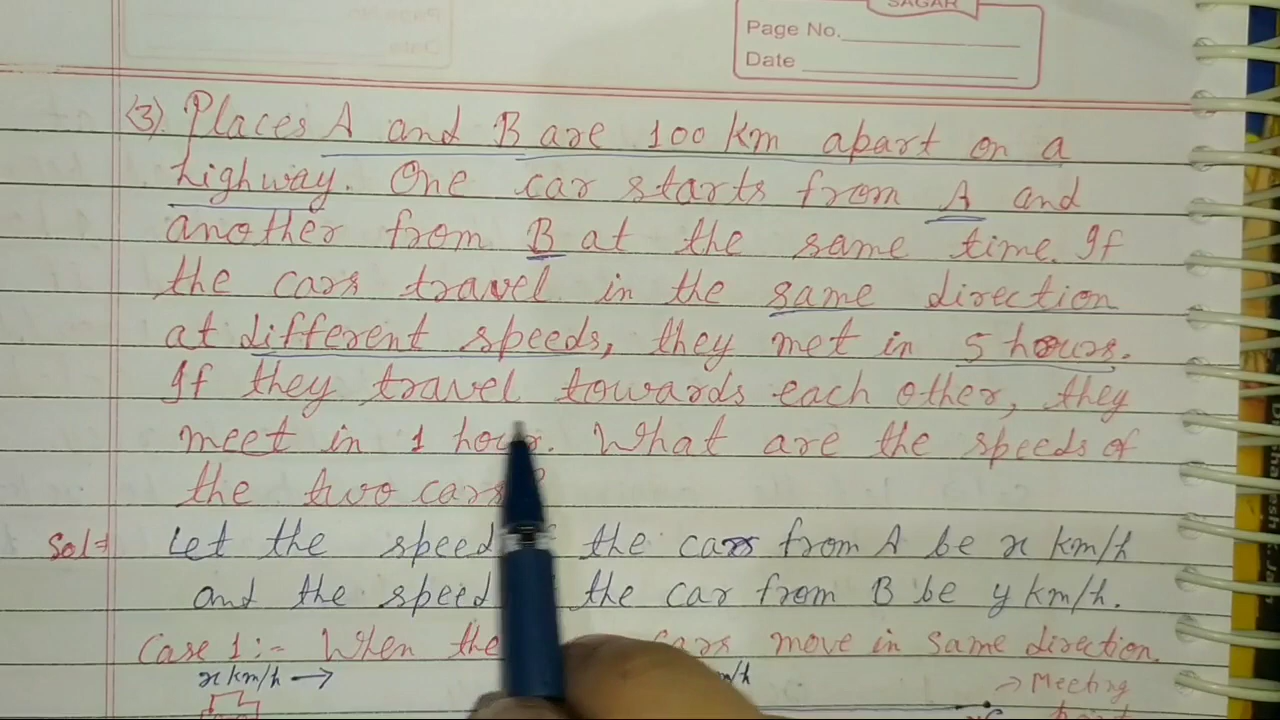 SAGAR
Page No.
Date
(3). Places A and B are 100 km apart on a
highway. One car starts from A and
another from B at the same time. If
the cars travel in the same direction
at different speeds, they met in 5 hours.
If they travel towards each other, they
meet in 1 hour. What are the speeds of
the two cars?
Sol⇒ Let the speed the car from A be x km/h
and the speed the car from B be y km/h.
Case 1:- When the cars move in same direction.
x km/h → km/h
→ Meeting